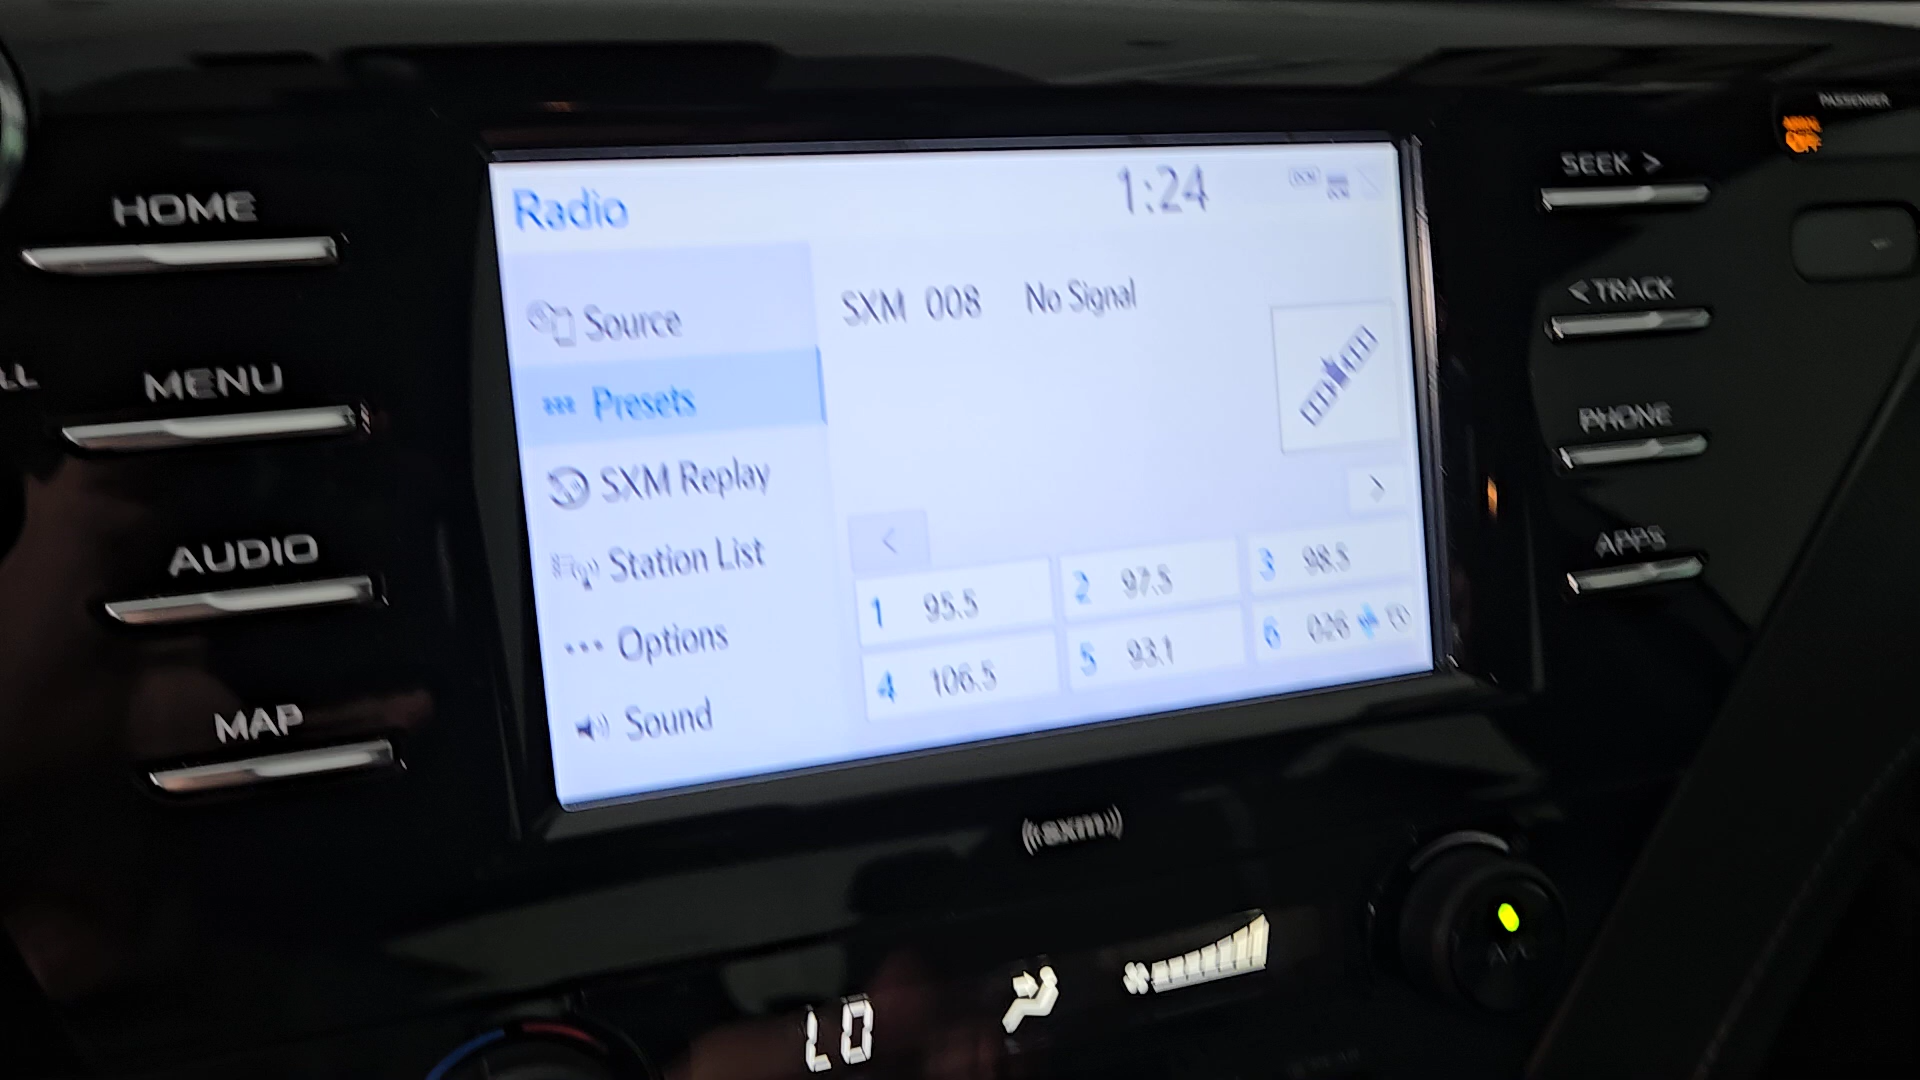 PASSENGER
OFF
HOME
MENU
AUDIO
MAP
LL
Radio
1:24
Source
Presets
SXM Replay
Station List
Options
Sound
SXM 008 No Signal
<
>
1 95.5
2 97.5
3 98.5
4 106.5
5 93.1
6 026
SEEK >
< TRACK
PHONE
APPS
sxm
LO